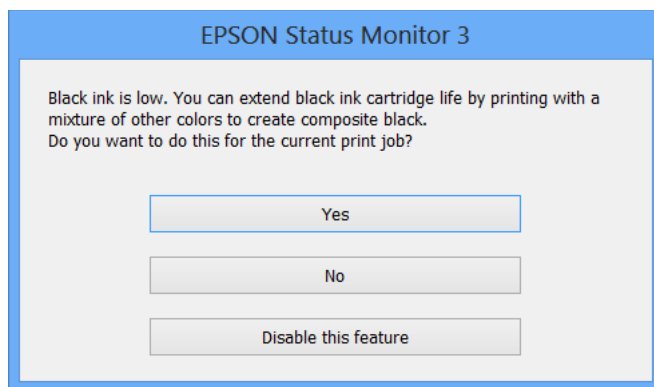 EPSON Status Monitor 3
Black ink is low. You can extend black ink cartridge life by printing with a
mixture of other colors to create composite black.
Do you want to do this for the current print job?
Yes
No
Disable this feature